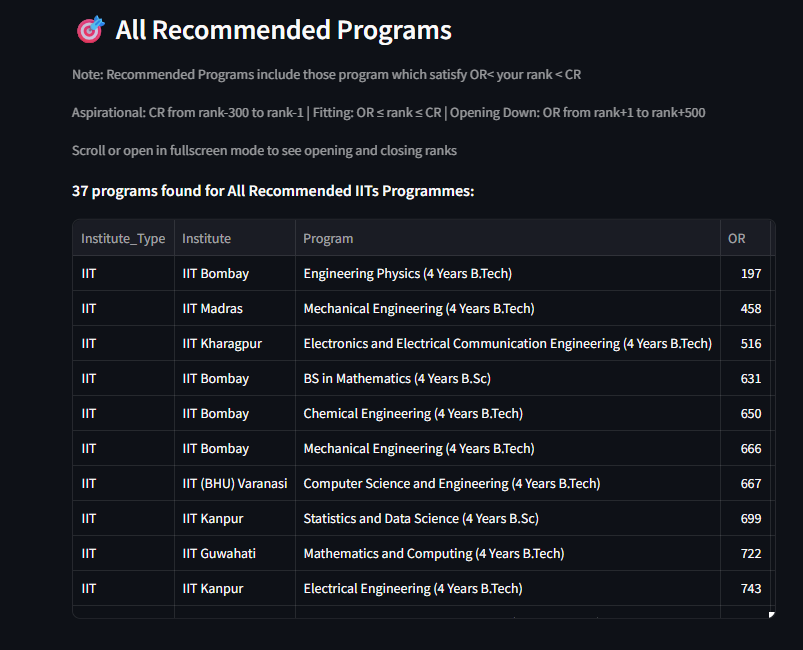 All Recommended Programs
Note: Recommended Programs include those program which satisfy OR< your rank < CR
Aspirational: CR from rank-300 to rank-1 | Fitting: OR ≤ rank ≤ CR | Opening Down: OR from rank+1 to rank+500
Scroll or open in fullscreen mode to see opening and closing ranks
37 programs found for All Recommended IITs Programmes:
Institute_Type Institute Program OR
IIT IIT Bombay Engineering Physics (4 Years B.Tech) 197
IIT IIT Madras Mechanical Engineering (4 Years B.Tech) 458
IIT IIT Kharagpur Electronics and Electrical Communication Engineering (4 Years B.Tech) 516
IIT IIT Bombay BS in Mathematics (4 Years B.Sc) 631
IIT IIT Bombay Chemical Engineering (4 Years B.Tech) 650
IIT IIT Bombay Mechanical Engineering (4 Years B.Tech) 666
IIT IIT (BHU) Varanasi Computer Science and Engineering (4 Years B.Tech) 667
IIT IIT Kanpur Statistics and Data Science (4 Years B.Sc) 699
IIT IIT Guwahati Mathematics and Computing (4 Years B.Tech) 722
IIT IIT Kanpur Electrical Engineering (4 Years B.Tech) 743